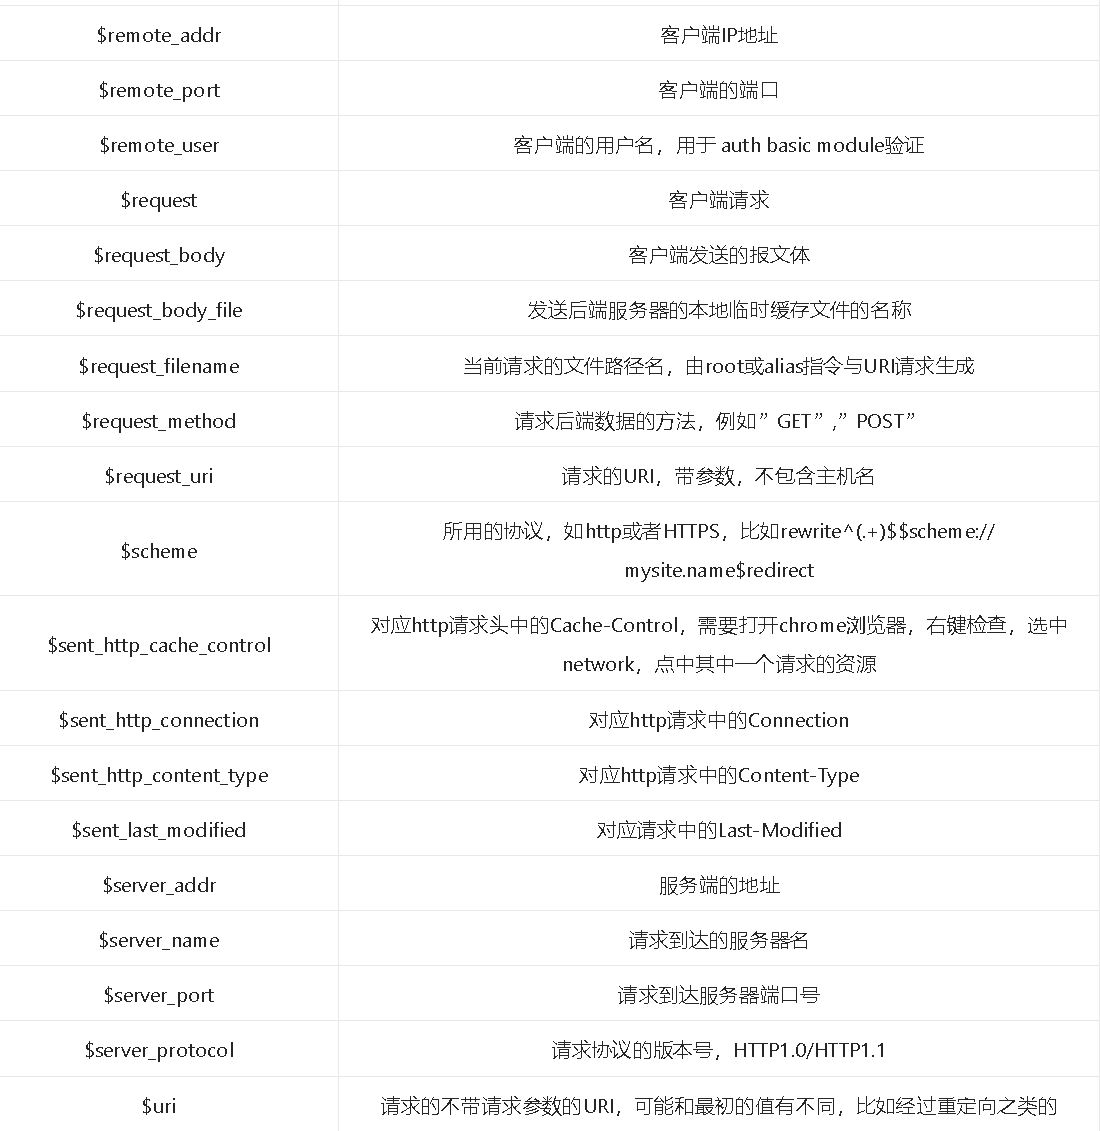 $remote_addr 客户端IP地址
$remote_port 客户端的端口
$remote_user 客户端的用户名，用于 auth basic module验证
$request 客户端请求
$request_body 客户端发送的报文体
$request_body_file 发送后端服务器的本地临时缓存文件的名称
$request_filename 当前请求的文件路径名，由root或alias指令与URI请求生成
$request_method 请求后端数据的方法，例如”GET”,”POST”
$request_uri 请求的URI，带参数，不包含主机名
$scheme 所用的协议，如http或者HTTPS，比如rewrite^(.+)$$scheme://
mysite.name$redirect
$sent_http_cache_control 对应http请求头中的Cache-Control，需要打开chrome浏览器，右键检查，选中
network，点中其中一个请求的资源
$sent_http_connection 对应http请求中的Connection
$sent_http_content_type 对应http请求中的Content-Type
$sent_last_modified 对应请求中的Last-Modified
$server_addr 服务端的地址
$server_name 请求到达的服务器名
$server_port 请求到达服务器端口号
$server_protocol 请求协议的版本号，HTTP1.0/HTTP1.1
$uri 请求的不带请求参数的URI，可能和最初的值有不同，比如经过重定向之类的